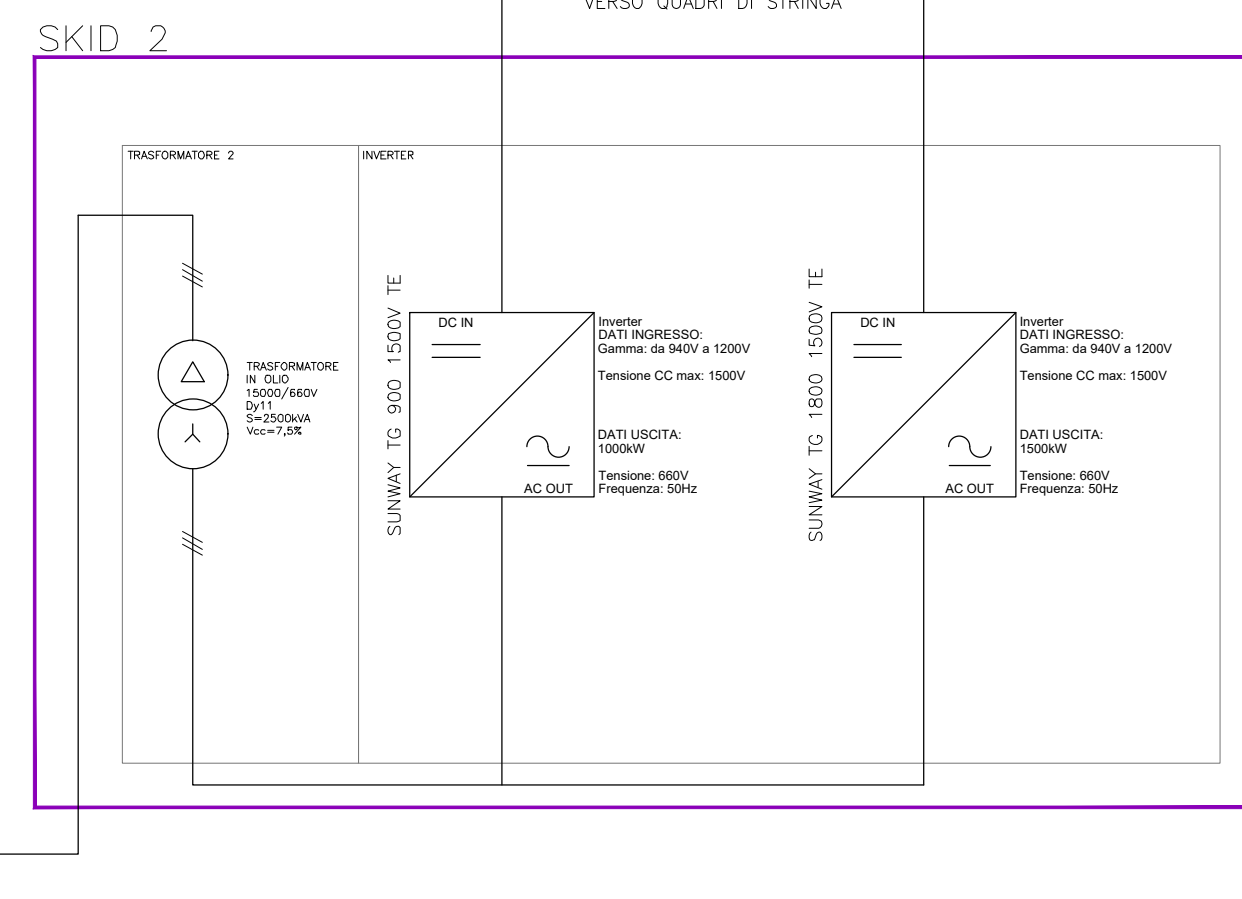 VERSO QUADRI DI STRINGA
SKID 2
TRASFORMATORE 2
INVERTER
TRASFORMATORE
IN OLIO
15000/660V
Dy11
S=2500kVA
Vcc=7,5%
SUNWAY TG 900 1500V TE
DC IN
AC OUT
Inverter
DATI INGRESSO:
Gamma: da 940V a 1200V
Tensione CC max: 1500V
DATI USCITA:
1000kW
Tensione: 660V
Frequenza: 50Hz
SUNWAY TG 1800 1500V TE
DC IN
AC OUT
Inverter
DATI INGRESSO:
Gamma: da 940V a 1200V
Tensione CC max: 1500V
DATI USCITA:
1500kW
Tensione: 660V
Frequenza: 50Hz